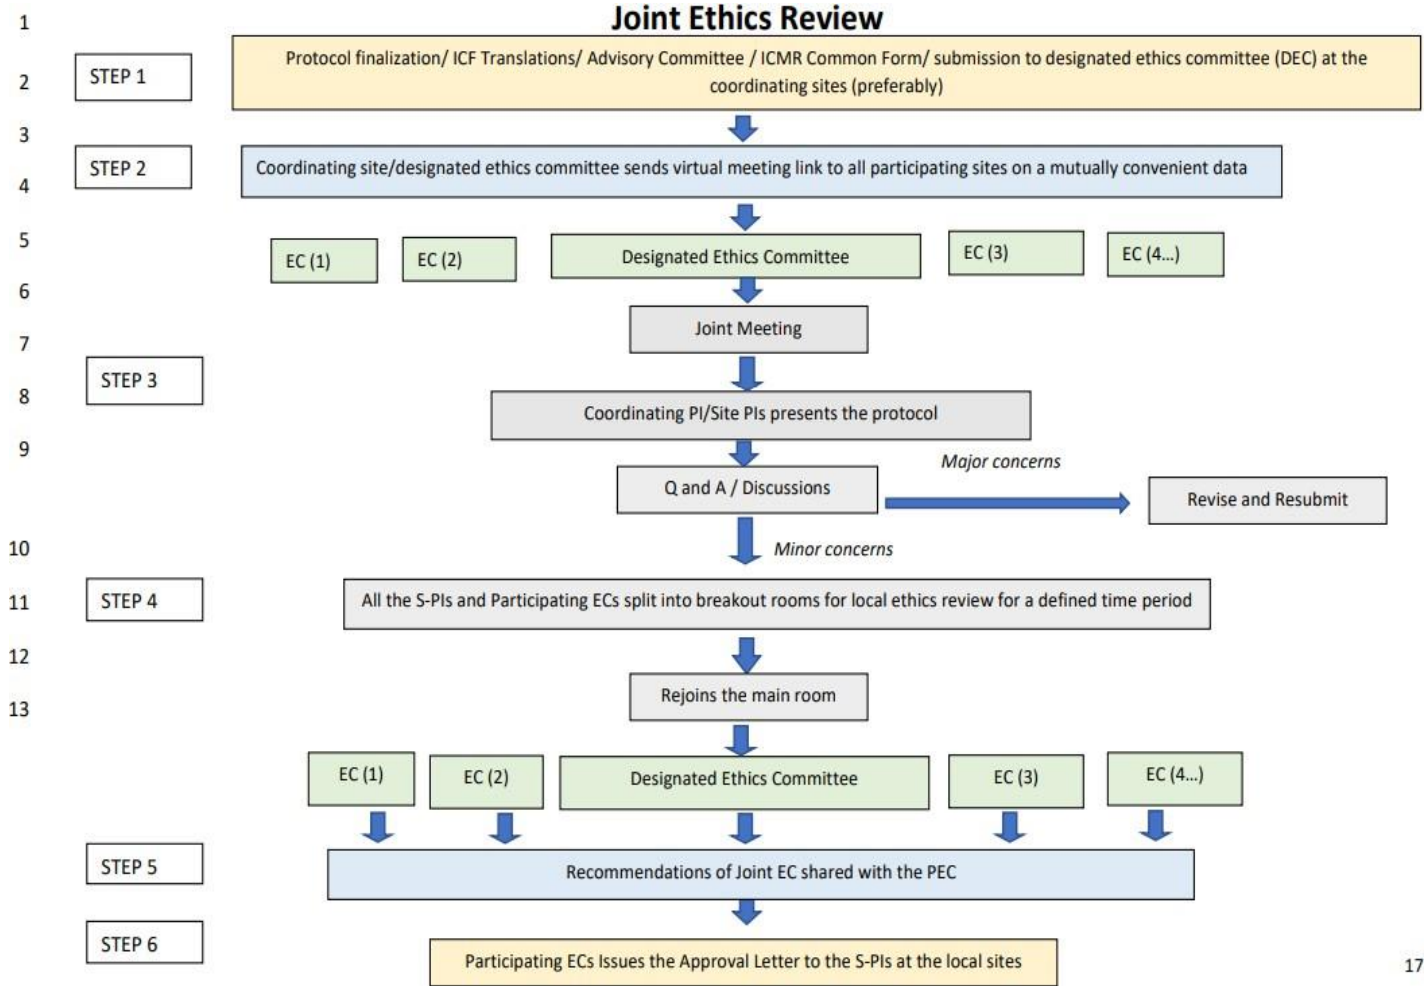 Joint Ethics Review
1
STEP 1
Protocol finalization/ ICF Translations/ Advisory Committee / ICMR Common Form/ submission to designated ethics committee (DEC) at the
coordinating sites (preferably)
2
3
STEP 2
Coordinating site/designated ethics committee sends virtual meeting link to all participating sites on a mutually convenient data
4
5
EC (1)
EC (2)
Designated Ethics Committee
EC (3)
EC (4...)
6
Joint Meeting
7
STEP 3
8
Coordinating PI/Site PIs presents the protocol
9
Major concerns
Q and A / Discussions
Revise and Resubmit
10
Minor concerns
11
STEP 4
All the S-PIs and Participating ECs split into breakout rooms for local ethics review for a defined time period
12
Rejoins the main room
13
EC (1)
EC (2)
Designated Ethics Committee
EC (3)
EC (4...)
STEP 5
Recommendations of Joint EC shared with the PEC
STEP 6
Participating ECs Issues the Approval Letter to the S-PIs at the local sites
17